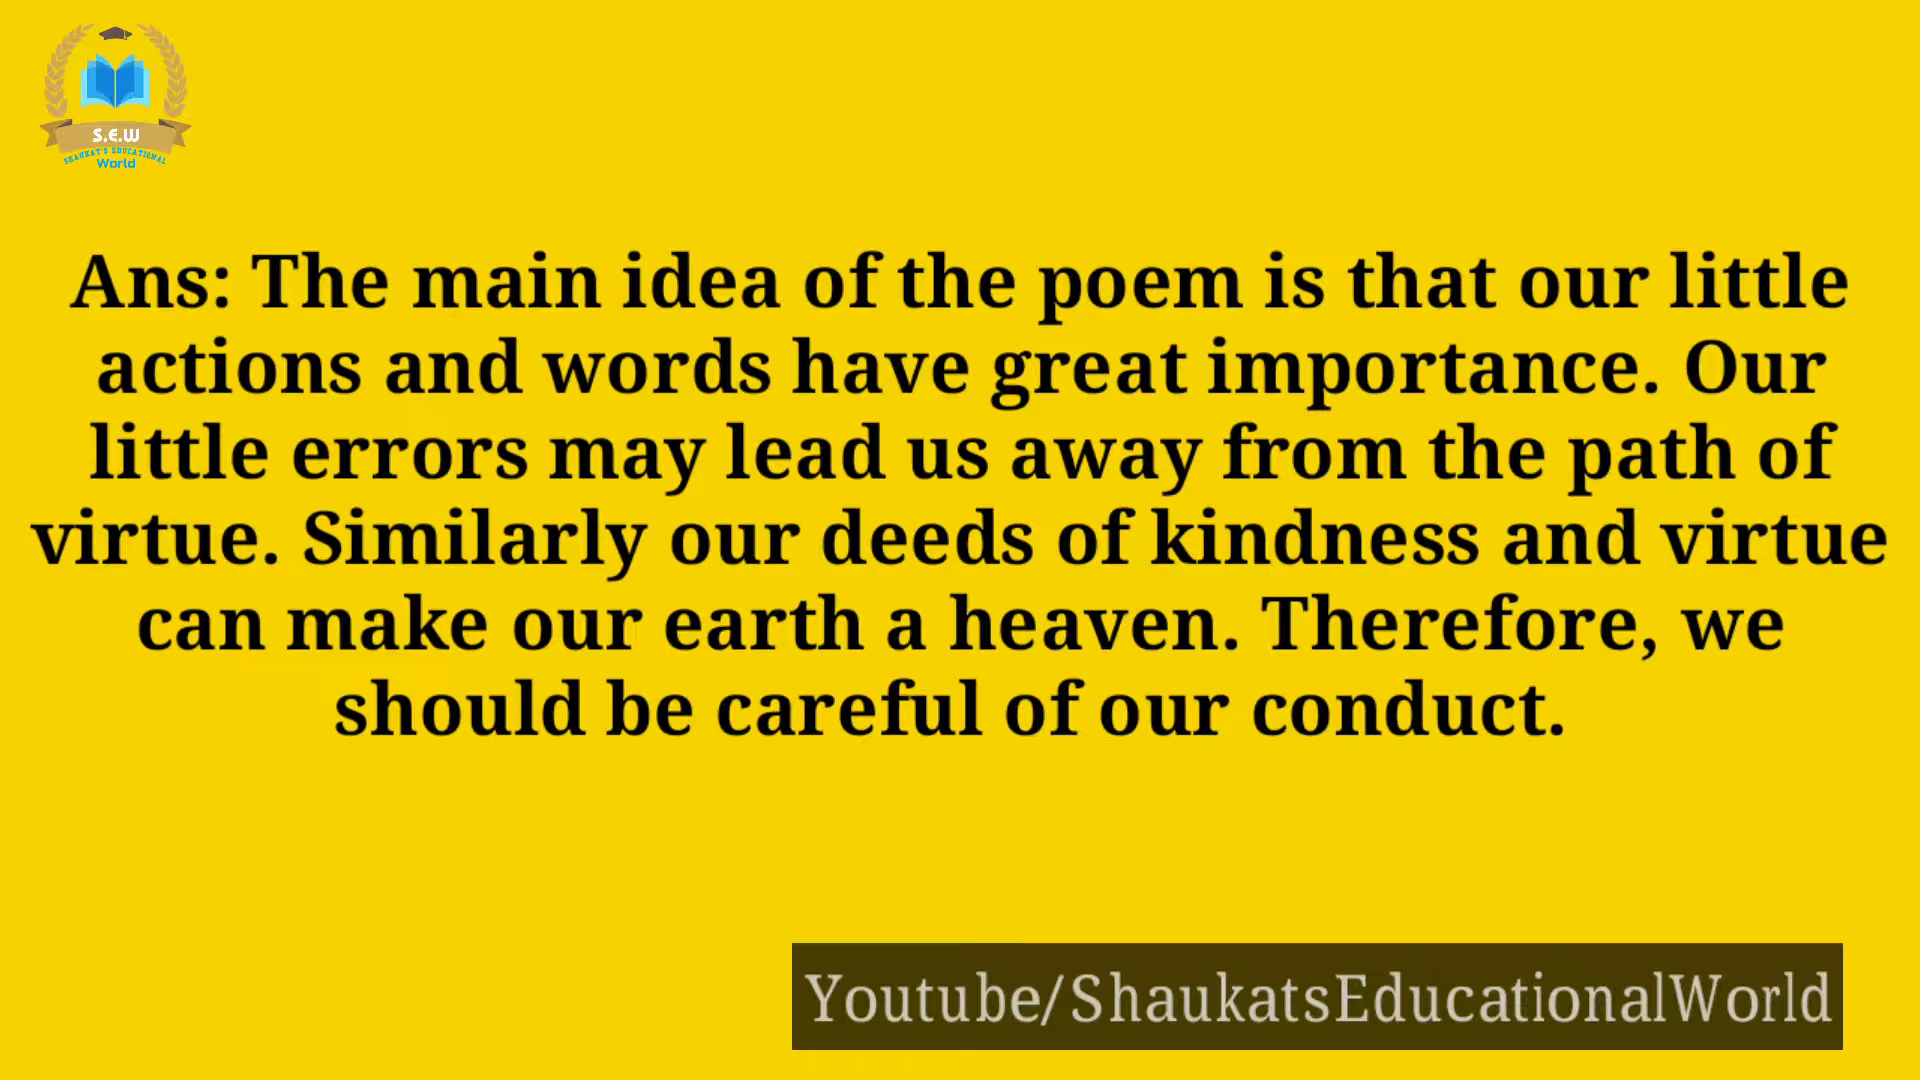 S.E.W
SHAUKAT'S EDUCATIONAL
World
Ans: The main idea of the poem is that our little
actions and words have great importance. Our
little errors may lead us away from the path of
virtue. Similarly our deeds of kindness and virtue
can make our earth a heaven. Therefore, we
should be careful of our conduct.
Youtube/ShaukatsEducationalWorld